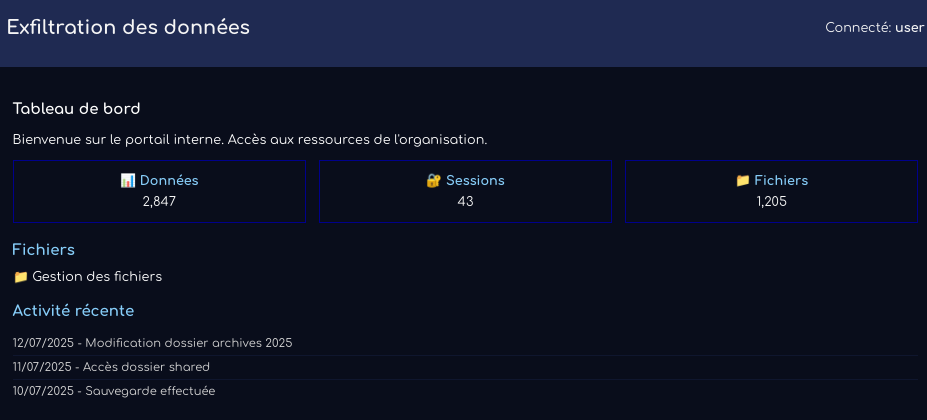 Exfiltration des données
Connecté: user
Tableau de bord
Bienvenue sur le portail interne. Accès aux ressources de l'organisation.
📊 Données
2,847
🔐 Sessions
43
📁 Fichiers
1,205
Fichiers
📁 Gestion des fichiers
Activité récente
12/07/2025 - Modification dossier archives 2025
11/07/2025 - Accès dossier shared
10/07/2025 - Sauvegarde effectuée